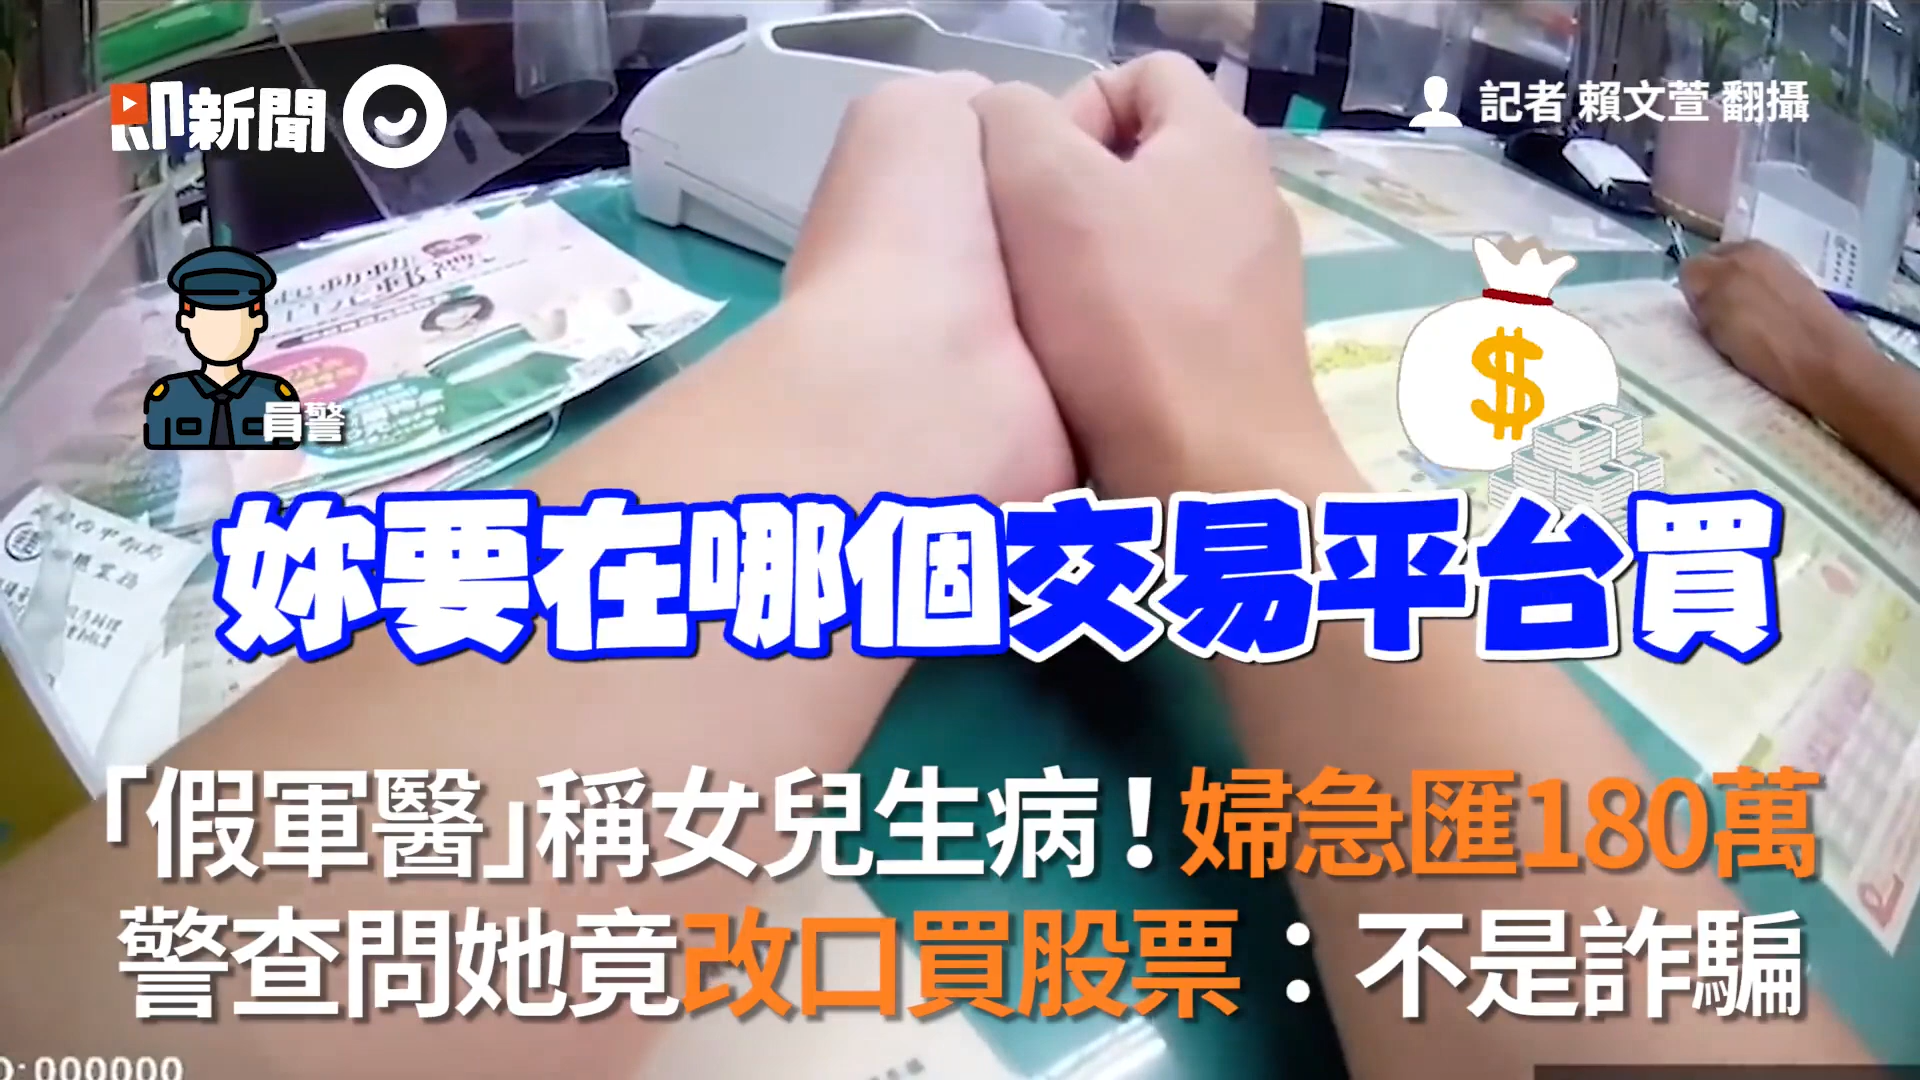 即新聞
記者 賴文萱 翻攝
員警
妳要在哪個交易平台買
「假軍醫」稱女兒生病！婦急匯180萬
警查問她竟改口買股票：不是詐騙
D:000000